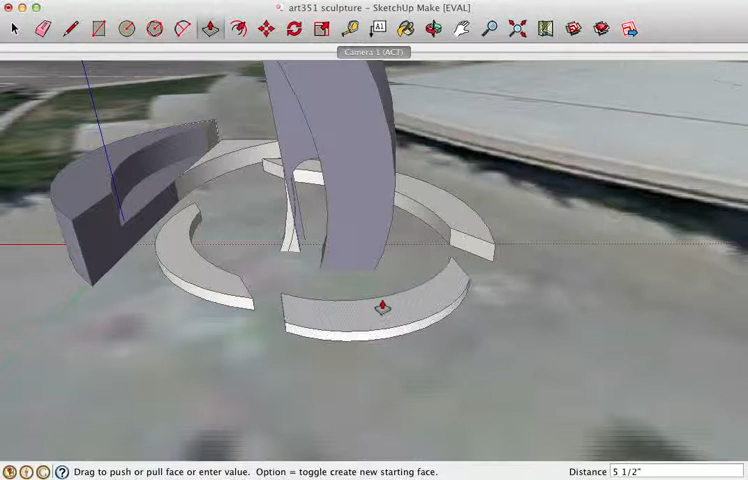 art351 sculpture - SketchUp Make [EVAL]
A1
Camera 1 (ACT)
Drag to push or pull face or enter value. Option = toggle create new starting face.
Distance 5 1/2"